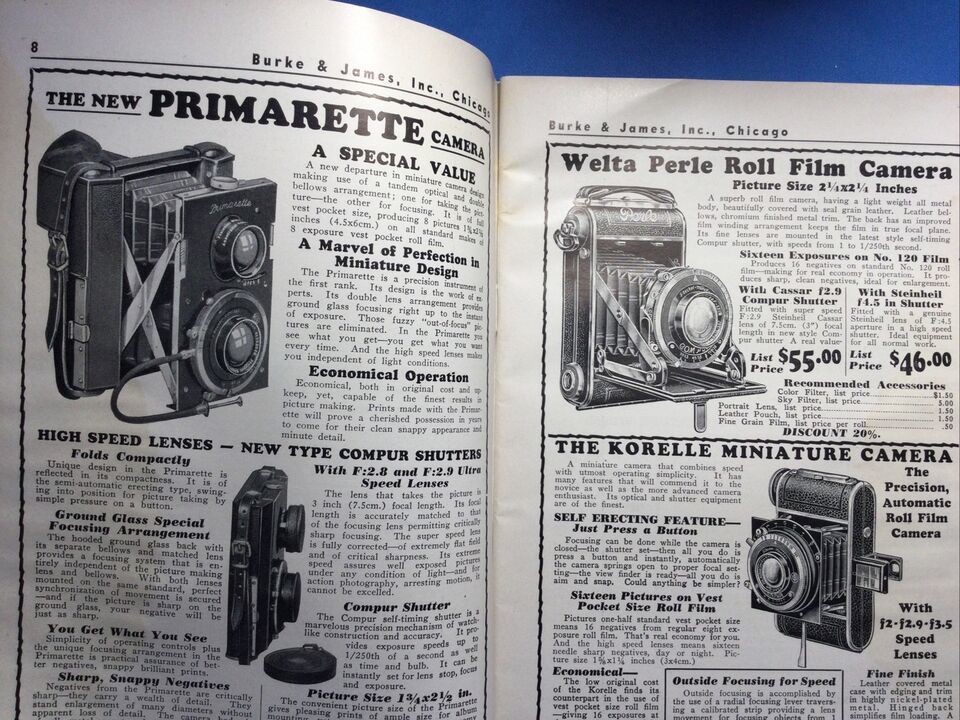 8
Burke & James, Inc., Chicago
THE NEW PRIMARETTE CAMERA
A SPECIAL VALUE
A new departure in miniature camera design
making use of a tandem optical and double
bellows arrangement; one for taking the pic-
ture—the other for focusing. It is of full
vest pocket size, producing 8 pictures 1⅝x2½
inches (4.5x6cm.) on all standard makes of
8 exposure vest pocket roll film.
A Marvel of Perfection in
Miniature Design
The Primarette is a precision instrument of
the first rank. Its design is the work of ex-
perts. Its double lens arrangement provides
ground glass focusing right up to the instant
of exposure. Those fuzzy "out-of-focus" pic-
tures are eliminated. In the Primarette you
see what you get—you get what you want
every time. And the high speed lenses make
you independent of light conditions.
Economical Operation
Economical, both in original cost and up-
keep, yet, capable of the finest results in
picture making. Prints made with the Primar-
ette will prove a cherished possession in years
to come for their clean snappy appearance and
minute detail.
Primarette
HIGH SPEED LENSES — NEW TYPE COMPUR SHUTTERS
Folds Compactly
Unique design in the Primarette is
reflected in its compactness. It is of
the semi-automatic erecting type, swing-
ing into position for picture taking by
simple pressure on a button.
Ground Glass Special
Focusing Arrangement
The hooded ground glass back with
its separate bellows and matched lens
provides a focusing system that is en-
tirely independent of the picture making
lens and bellows. With both lenses
mounted on the same standard, perfect
synchronization of movement is secured
—and if the picture is sharp on the
ground glass, your negative will be
just as sharp.
You Get What You See
Simplicity of operating controls plus
the unique focusing arrangement in the
Primarette is practical assurance of bet-
ter negatives, snappy brilliant prints.
Sharp, Snappy Negatives
Negatives from the Primarette are critically
sharp—they carry a wealth of detail. They
stand enlargement of many diameters without
apparent loss of detail. The camera
With F:2.8 and F:2.9 Ultra
Speed Lenses
The lens that takes the picture is
3 inch (7.5cm.) focal length. Its focal
length is accurately matched to that
of the focusing lens permitting critically
sharp focusing. The super speed lens
is fully corrected—of extremely flat field
and of critical sharpness. Its extreme
speed assures well exposed pictures
under any condition of light—and for
action photography, arresting motion, it
cannot be excelled.
Compur Shutter
The Compur self-timing shutter is a
marvelous precision mechanism of watch-
like construction and accuracy. It pro-
vides exposure speeds up to
1/250th of a second as well
as time and bulb. It can be
instantly set for lens stop, focus
and exposure.
Picture Size 1¾x2½ in.
The convenient picture size of the Primarette
gives pleasing prints of ample size for album
Burke & James, Inc., Chicago
Welta Perle Roll Film Camera
Picture Size 2¼x2¼ Inches
A superb roll film camera, having a light weight all metal
body, beautifully covered with seal grain leather. Leather bel-
lows, chromium finished metal trim. The back has an improved
film winding arrangement keeps the film in true focal plane.
Its fine lenses are mounted in the latest style self-timing
Compur shutter, with speeds from 1 to 1/250th second.
Sixteen Exposures on No. 120 Film
Produces 16 negatives on standard No. 120 roll
film—making for real economy in operation. It pro-
duces sharp, clean negatives, ideal for enlargement.
With Cassar f2.9
Compur Shutter
Fitted with super speed
F:2.9 Steinheil Cassar
lens of 7.5cm. (3") focal
length in new style Com-
pur shutter A real value
List Price $55.00
With Steinheil
f4.5 in Shutter
Fitted with a genuine
Steinheil lens of F:4.5
aperture in a high speed
shutter. Ideal equipment
for all normal work.
List Price $46.00
Perle
COMPUR
Recommended Accessories
Color Filter, list price $1.50
Sky Filter, list price 5.00
Portrait Lens, list price 1.50
Leather Pouch, list price 1.50
Fine Grain Film, list price per roll .50
DISCOUNT 20%.
THE KORELLE MINIATURE CAMERA
A miniature camera that combines speed
with utmost operating simplicity. It has
many features that will commend it to the
novice as well as the more advanced camera
enthusiast. Its optical and shutter equipment
are of the finest.
SELF ERECTING FEATURE—
Just Press a Button
Focusing can be done while the camera is
closed—the shutter set—then all you do is
press a button and instantly, automatically
the camera springs open to proper focal set-
ting—the view finder is ready—all you do is
aim and snap. Could anything be simpler?
Sixteen Pictures on Vest
Pocket Size Roll Film
Pictures one-half standard vest pocket size
means 16 negatives from regular eight ex-
posure roll film. That's real economy for you.
And the high speed lenses means sixteen
needle sharp negatives, day or night. Pic-
ture size 1⅝x1¼ inches (3x4cm.)
Economical—
The low original cost
of the Korelle finds its
counterpart in the use of
vest pocket size roll film
—giving 16 exposures at
The
Precision,
Automatic
Roll Film
Camera
With
f2-f2.9-f3.5
Speed
Lenses
Outside Focusing for Speed
Outside focusing is accomplished by
the use of a radial focusing lever travers-
ing a calibrated strip providing a lens
movement for focusing objects from 1
Fine Finish
Leather covered metal
case with edging and trim
in highly nickel-plated
metal. Hinged back
simplifies loading. A